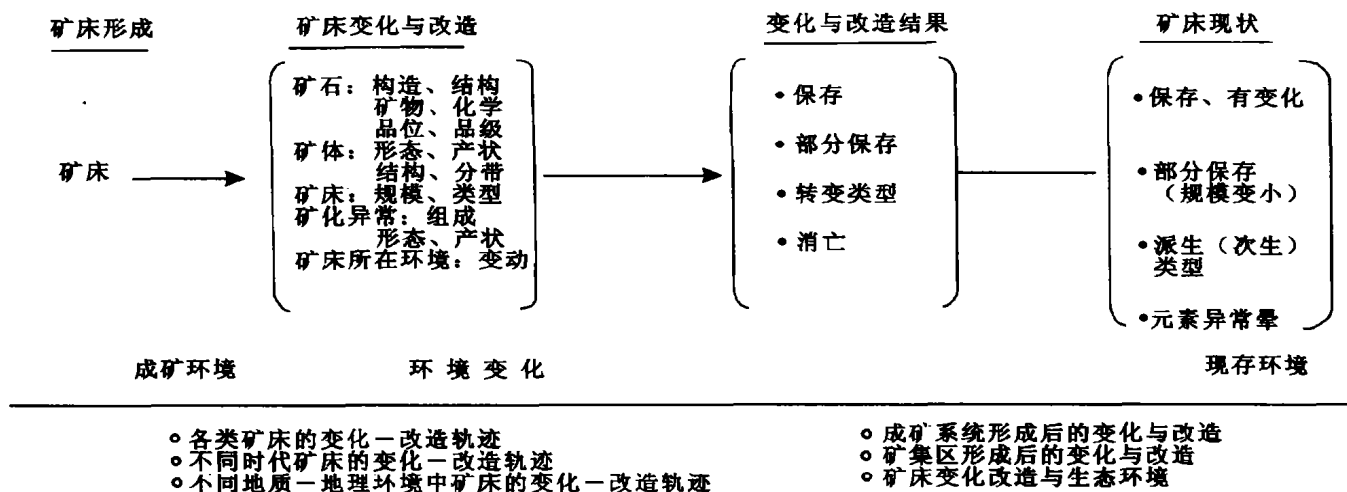 矿床形成
矿床
矿床变化与改造
矿石：构造、结构
矿物、化学
品位、品级
矿体：形态、产状
结构、分带
矿床：规模、类型
矿化异常：组成
形态、产状
矿床所在环境：变动
变化与改造结果
•保存
•部分保存
•转变类型
•消亡
矿床现状
•保存、有变化
•部分保存
（规模变小）
•派生（次生）
类型
•元素异常晕
成矿环境
环境变化
现存环境
○各类矿床的变化－改造轨迹
○不同时代矿床的变化－改造轨迹
○不同地质－地理环境中矿床的变化－改造轨迹
○成矿系统形成后的变化与改造
○矿集区形成后的变化与改造
○矿床变化改造与生态环境